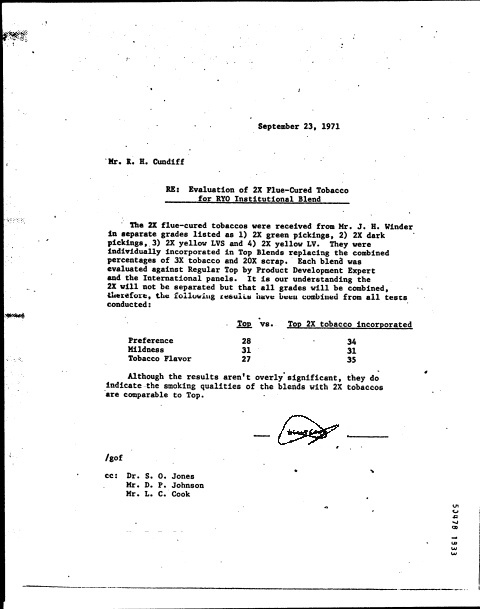 September 23, 1971
Mr. R. H. Cundiff
RE: Evaluation of 2X Flue-Cured Tobacco
for RYO Institutional Blend
The 2X flue-cured tobaccos were received from Mr. J. H. Winder
in separate grades listed as 1) 2X green pickings, 2) 2X dark
pickings, 3) 2X yellow LVS and 4) 2X yellow LV. They were
individually incorporated in Top Blends replacing the combined
percentages of 3X tobacco and 20X scrap. Each blend was
evaluated against Regular Top by Product Development Expert
and the International panels. It is our understanding the
2X will not be separated but that all grades will be combined,
therefore, the following results have been combined from all tests
conducted:
Top vs. Top 2X tobacco incorporated
Preference 28 34
Mildness 31 31
Tobacco Flavor 27 35
Although the results aren't overly significant, they do
indicate the smoking qualities of the blends with 2X tobaccos
are comparable to Top.
/gof
cc: Dr. S. O. Jones
Mr. D. P. Johnson
Mr. L. C. Cook
50478 1933